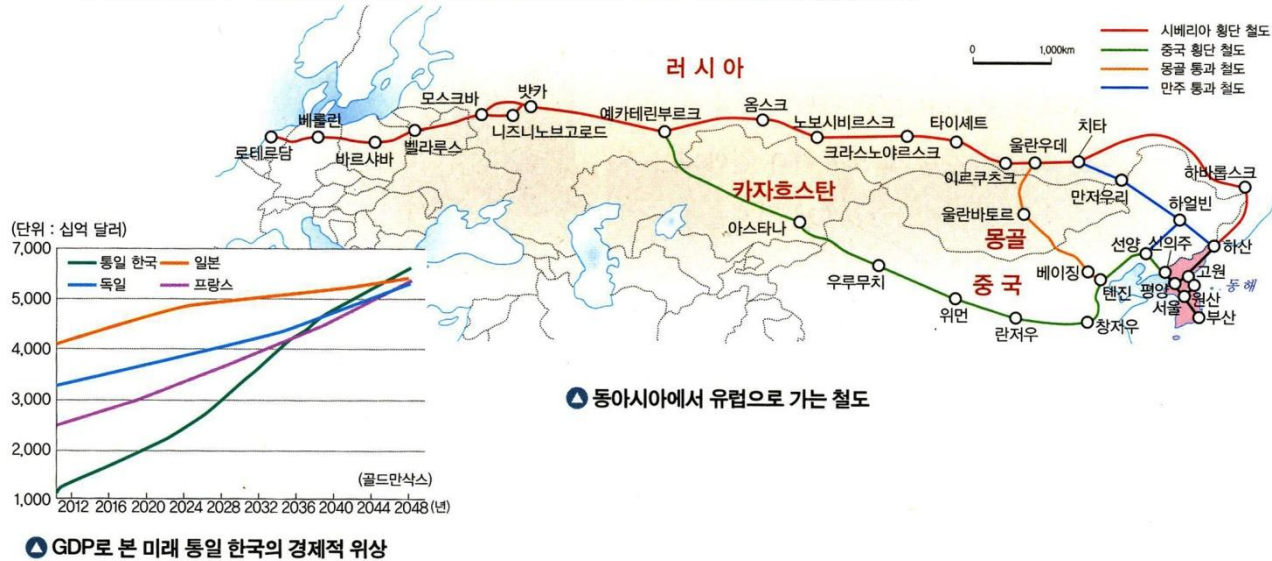 시베리아 횡단 철도
중국 횡단 철도
몽골 통과 철도
만주 통과 철도
0 1,000km
러시아
모스크바
뱟카
예카테린부르크
옴스크
노보시비르스크
타이셰트
울란우데
치타
베를린
로테르담
바르샤바
벨라루스
니즈니노브고로드
크라스노야르스크
이르쿠츠크
만저우리
하바롭스크
카자흐스탄
아스타나
울란바토르
몽골
하얼빈
선양
신의주
하산
우루무치
중국
베이징
톈진
평양
고원
동해
서울
원산
부산
위먼
란저우
창저우
동아시아에서 유럽으로 가는 철도
(단위 : 십억 달러)
7,000
통일 한국
일본
독일
프랑스
5,000
4,000
3,000
2,000
1,000
(골드만삭스)
2012 2016 2020 2024 2028 2032 2036 2040 2044 2048 (년)
GDP로 본 미래 통일 한국의 경제적 위상